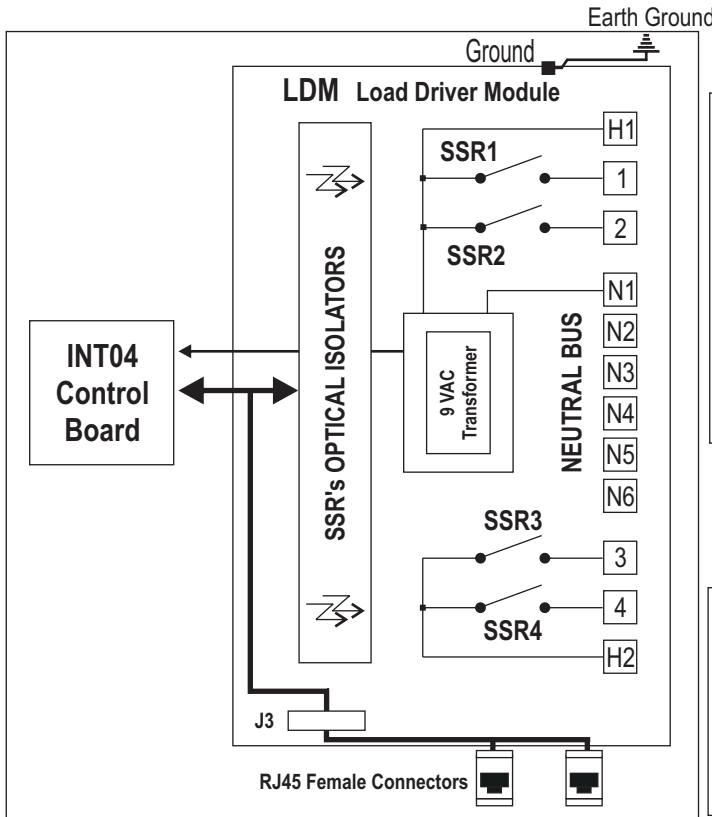 Earth Ground
Ground
LDM Load Driver Module
H1
SSR1
1
2
SSR2
N1
N2
N3
N4
N5
N6
NEUTRAL BUS
SSR's OPTICAL ISOLATORS
INT04
Control
Board
9 VAC
Transformer
SSR3
3
4
SSR4
H2
J3
RJ45 Female Connectors